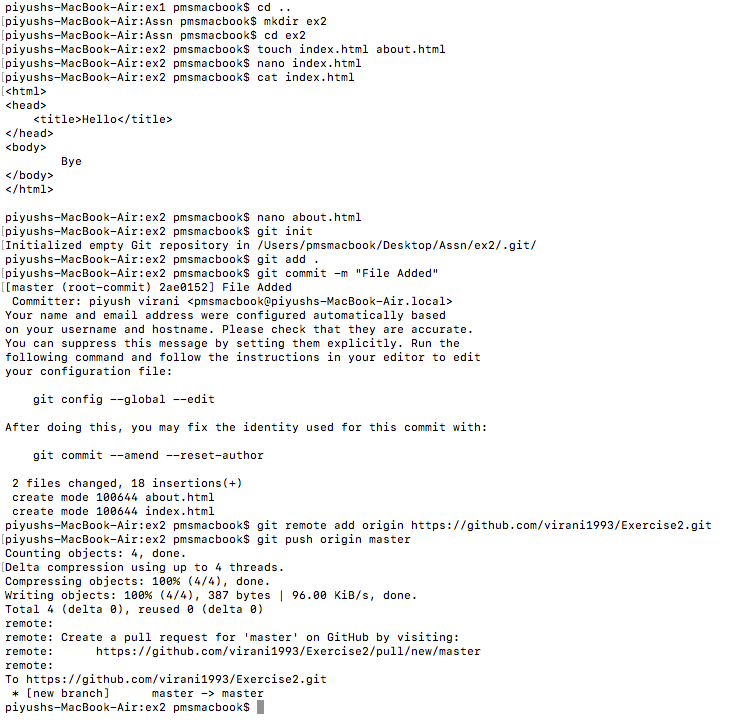 piyushs-MacBook-Air:ex1 pmsmacbook$ cd ..
[piyushs-MacBook-Air:Assn pmsmacbook$ mkdir ex2
[piyushs-MacBook-Air:Assn pmsmacbook$ cd ex2
[piyushs-MacBook-Air:ex2 pmsmacbook$ touch index.html about.html
[piyushs-MacBook-Air:ex2 pmsmacbook$ nano index.html
[piyushs-MacBook-Air:ex2 pmsmacbook$ cat index.html
[<html>
<head>
    <title>Hello</title>
</head>
<body>
        Bye
</body>
</html>

piyushs-MacBook-Air:ex2 pmsmacbook$ nano about.html
[piyushs-MacBook-Air:ex2 pmsmacbook$ git init
[Initialized empty Git repository in /Users/pmsmacbook/Desktop/Assn/ex2/.git/
piyushs-MacBook-Air:ex2 pmsmacbook$ git add .
[piyushs-MacBook-Air:ex2 pmsmacbook$ git commit -m "File Added"
[[master (root-commit) 2ae0152] File Added
 Committer: piyush virani <pmsmacbook@piyushs-MacBook-Air.local>
Your name and email address were configured automatically based
on your username and hostname. Please check that they are accurate.
You can suppress this message by setting them explicitly. Run the
following command and follow the instructions in your editor to edit
your configuration file:

    git config --global --edit

After doing this, you may fix the identity used for this commit with:

    git commit --amend --reset-author

 2 files changed, 18 insertions(+)
 create mode 100644 about.html
 create mode 100644 index.html
piyushs-MacBook-Air:ex2 pmsmacbook$ git remote add origin https://github.com/virani1993/Exercise2.git
[piyushs-MacBook-Air:ex2 pmsmacbook$ git push origin master
Counting objects: 4, done.
[Delta compression using up to 4 threads.
Compressing objects: 100% (4/4), done.
Writing objects: 100% (4/4), 387 bytes | 96.00 KiB/s, done.
Total 4 (delta 0), reused 0 (delta 0)
remote:
remote: Create a pull request for 'master' on GitHub by visiting:
remote:      https://github.com/virani1993/Exercise2/pull/new/master
remote:
To https://github.com/virani1993/Exercise2.git
 * [new branch]      master -> master
piyushs-MacBook-Air:ex2 pmsmacbook$